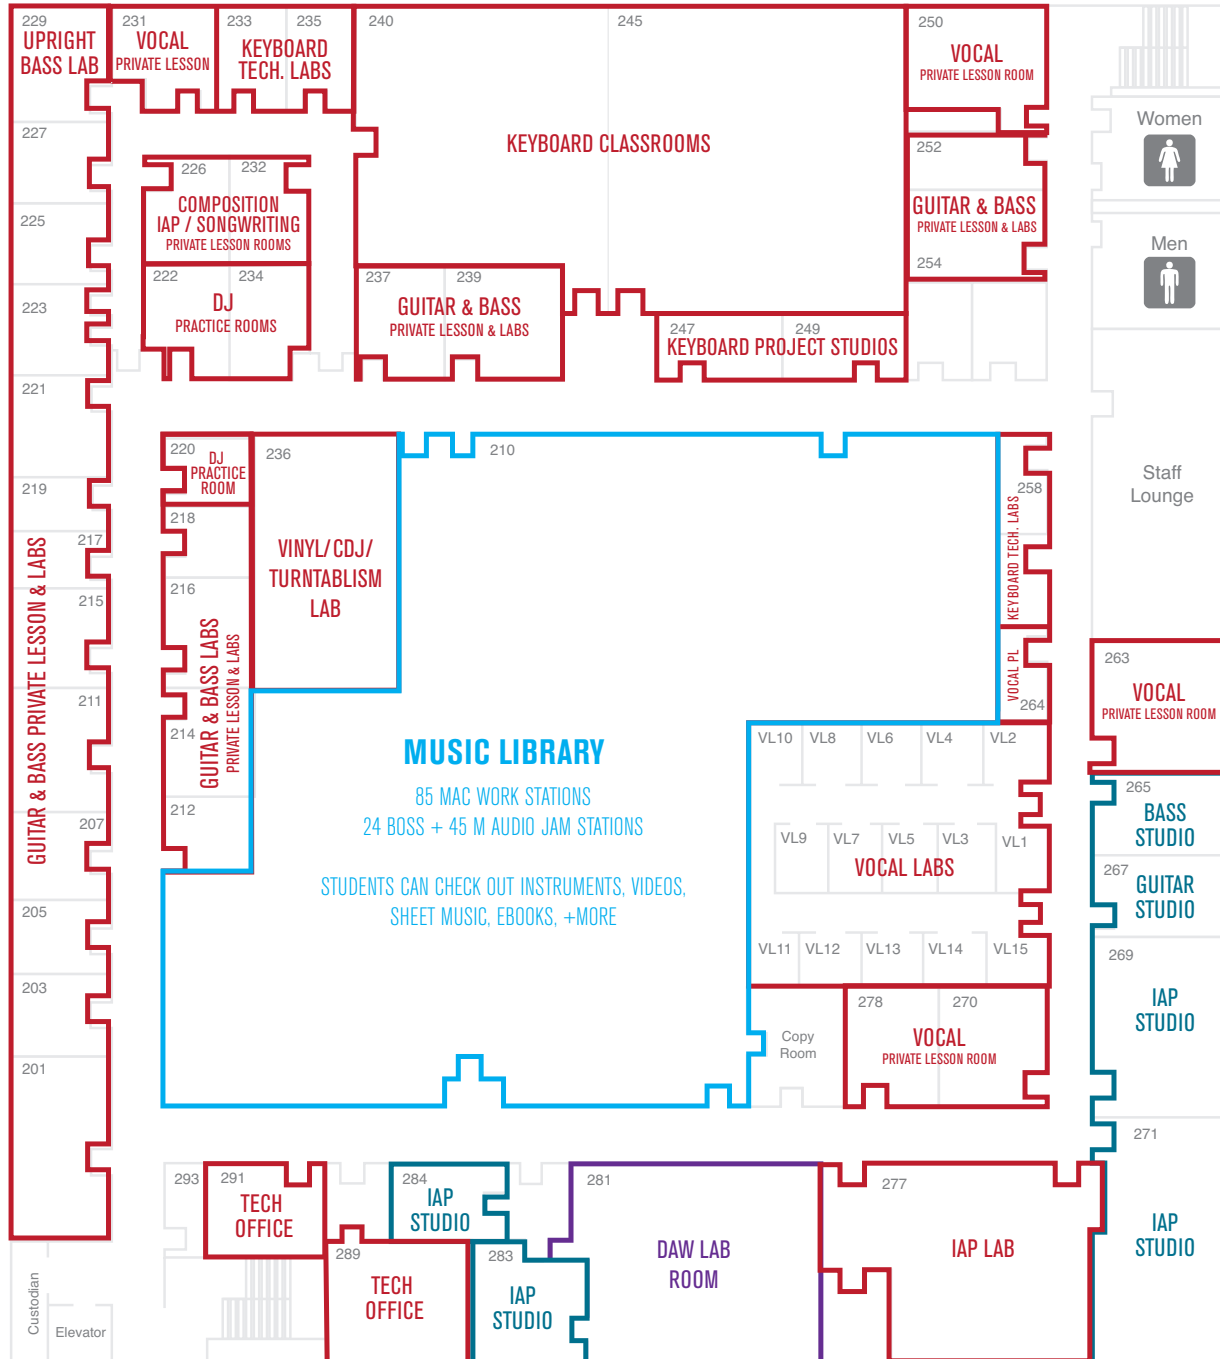 229
UPRIGHT
BASS LAB
231
VOCAL
PRIVATE LESSON
233
235
KEYBOARD
TECH. LABS
240
245
KEYBOARD CLASSROOMS
250
VOCAL
PRIVATE LESSON ROOM
Women
227
226
232
COMPOSITION
IAP / SONGWRITING
PRIVATE LESSON ROOMS
252
GUITAR & BASS
PRIVATE LESSON & LABS
254
Men
225
222
234
DJ
PRACTICE ROOMS
237
239
GUITAR & BASS
PRIVATE LESSON & LABS
247
249
KEYBOARD PROJECT STUDIOS
223
221
219
217
215
211
207
205
203
201
GUITAR & BASS PRIVATE LESSON & LABS
220
DJ
PRACTICE
ROOM
236
VINYL/CDJ/
TURNTABLISM
LAB
218
216
214
212
GUITAR & BASS LABS
PRIVATE LESSON & LABS
210
MUSIC LIBRARY
85 MAC WORK STATIONS
24 BOSS + 45 M AUDIO JAM STATIONS
STUDENTS CAN CHECK OUT INSTRUMENTS, VIDEOS,
SHEET MUSIC, EBOOKS, +MORE
258
KEYBOARD TECH. LABS
VOCAL PL
264
Staff
Lounge
263
VOCAL
PRIVATE LESSON ROOM
VL10
VL8
VL6
VL4
VL2
VL9
VL7
VL5
VL3
VL1
VOCAL LABS
VL11
VL12
VL13
VL14
VL15
265
BASS
STUDIO
267
GUITAR
STUDIO
269
IAP
STUDIO
Copy
Room
278
270
VOCAL
PRIVATE LESSON ROOM
271
IAP
STUDIO
293
291
TECH
OFFICE
284
IAP
STUDIO
281
DAW LAB
ROOM
277
IAP LAB
289
TECH
OFFICE
283
IAP
STUDIO
Custodian
Elevator